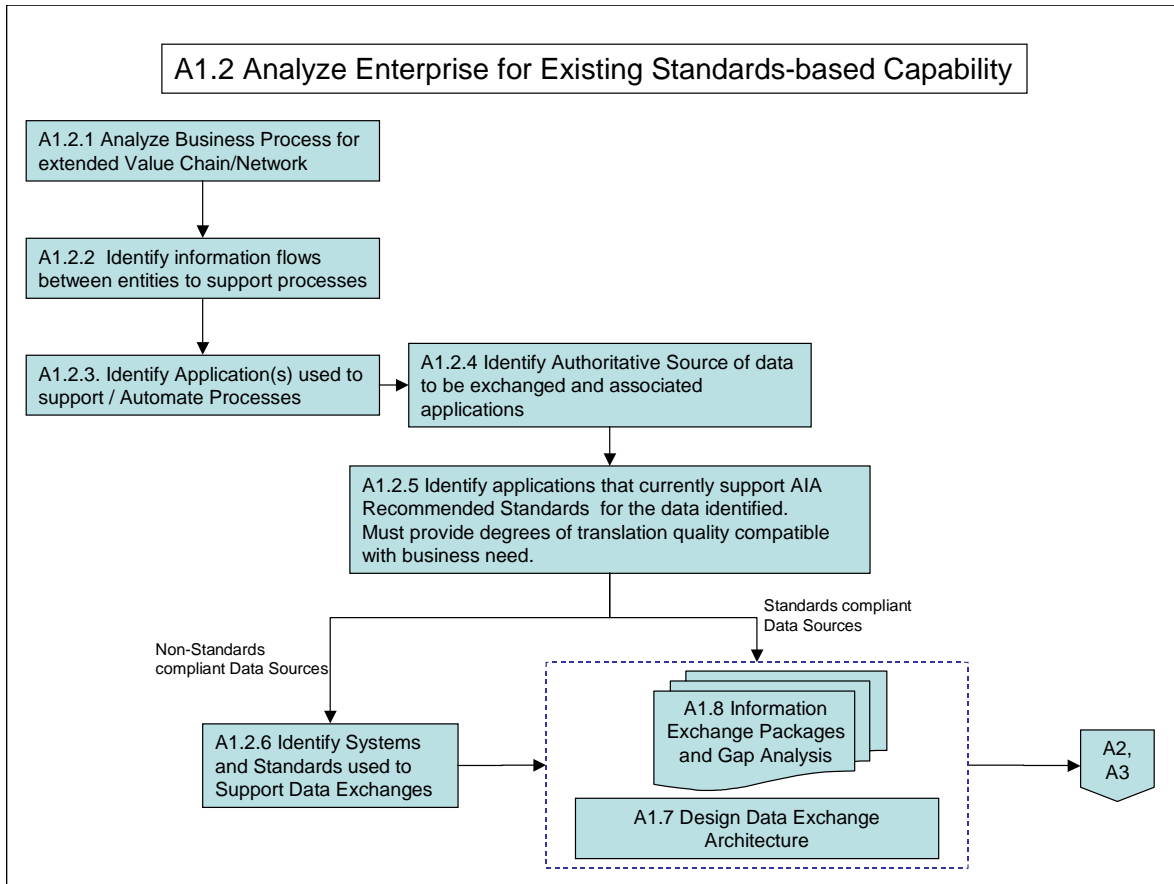 A1.2 Analyze Enterprise for Existing Standards-based Capability
A1.2.1 Analyze Business Process for
extended Value Chain/Network
A1.2.2 Identify information flows
between entities to support processes
A1.2.3. Identify Application(s) used to
support / Automate Processes
A1.2.4 Identify Authoritative Source of data
to be exchanged and associated
applications
A1.2.5 Identify applications that currently support AIA
Recommended Standards for the data identified.
Must provide degrees of translation quality compatible
with business need.
Standards compliant
Data Sources
Non-Standards
compliant Data Sources
A1.2.6 Identify Systems
and Standards used to
Support Data Exchanges
A1.8 Information
Exchange Packages
and Gap Analysis
A1.7 Design Data Exchange
Architecture
A2,
A3